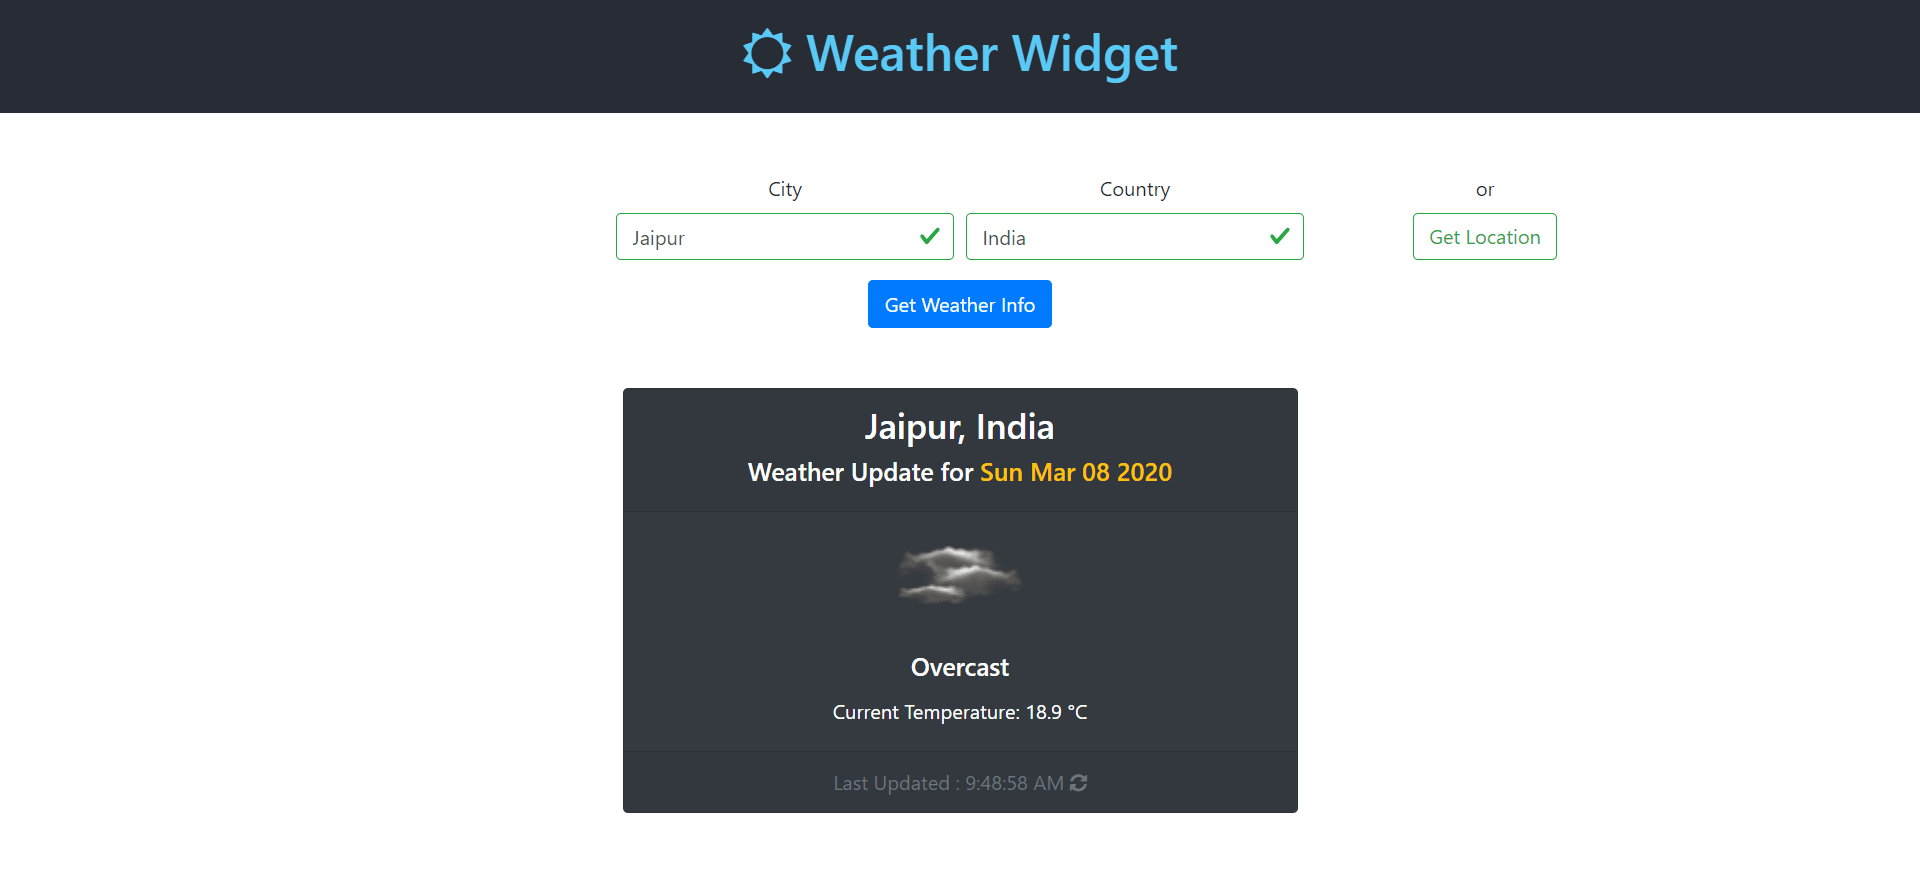 Weather Widget
City Country or
Jaipur India Get Location
Get Weather Info
Jaipur, India
Weather Update for Sun Mar 08 2020
Overcast
Current Temperature: 18.9 °C
Last Updated : 9:48:58 AM